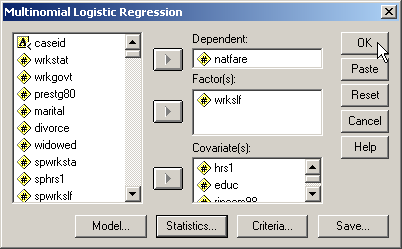 Multinomial Logistic Regression
caseid
wrkstat
wrkgovt
prestg80
marital
divorce
widowed
spwrksta
sphrs1
spwrkslf
Dependent:
natfare
Factor(s):
wrkslf
Covariate(s):
hrs1
educ
OK
Paste
Reset
Cancel
Help
Model...
Statistics...
Criteria...
Save...